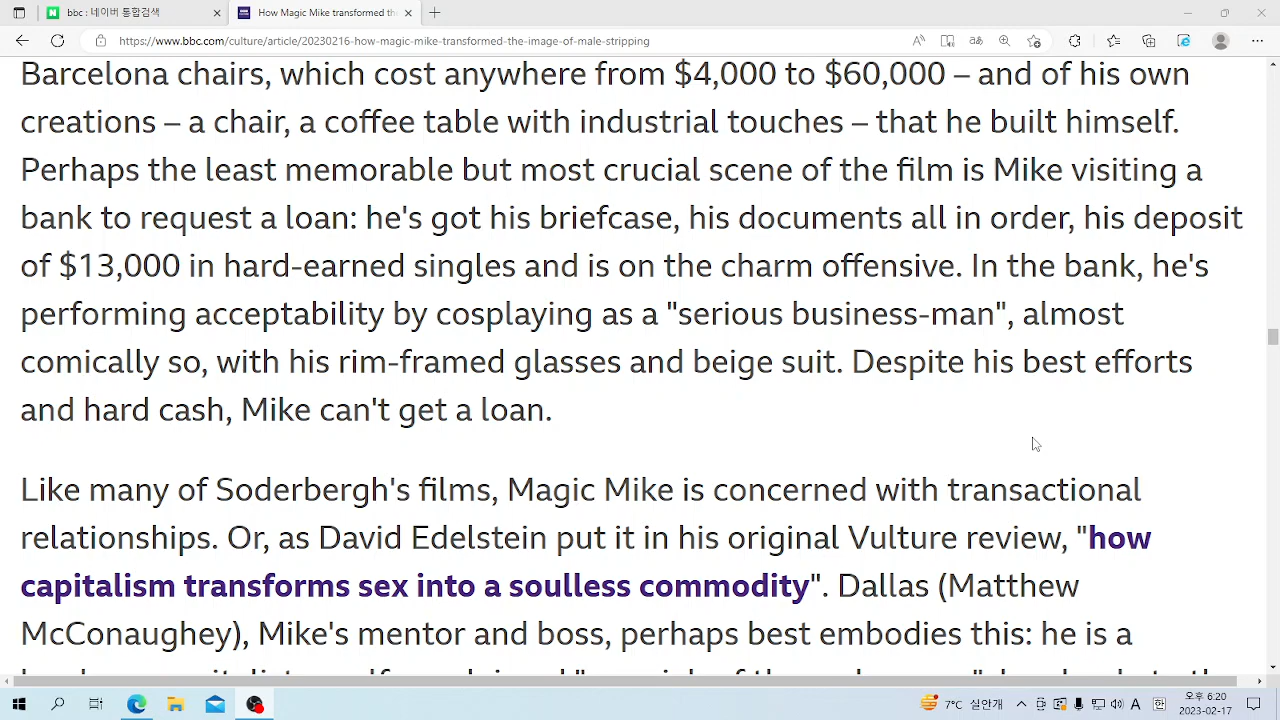 bbc : 네이버 통합검색
How Magic Mike transformed the
https://www.bbc.com/culture/article/20230216-how-magic-mike-transformed-the-image-of-male-stripping
Barcelona chairs, which cost anywhere from $4,000 to $60,000 – and of his own
creations – a chair, a coffee table with industrial touches – that he built himself.
Perhaps the least memorable but most crucial scene of the film is Mike visiting a
bank to request a loan: he's got his briefcase, his documents all in order, his deposit
of $13,000 in hard-earned singles and is on the charm offensive. In the bank, he's
performing acceptability by cosplaying as a "serious business-man", almost
comically so, with his rim-framed glasses and beige suit. Despite his best efforts
and hard cash, Mike can't get a loan.
Like many of Soderbergh's films, Magic Mike is concerned with transactional
relationships. Or, as David Edelstein put it in his original Vulture review, "how
capitalism transforms sex into a soulless commodity". Dallas (Matthew
McConaughey), Mike's mentor and boss, perhaps best embodies this: he is a
7°C 실안개
A
오후 6:20
2023-02-17